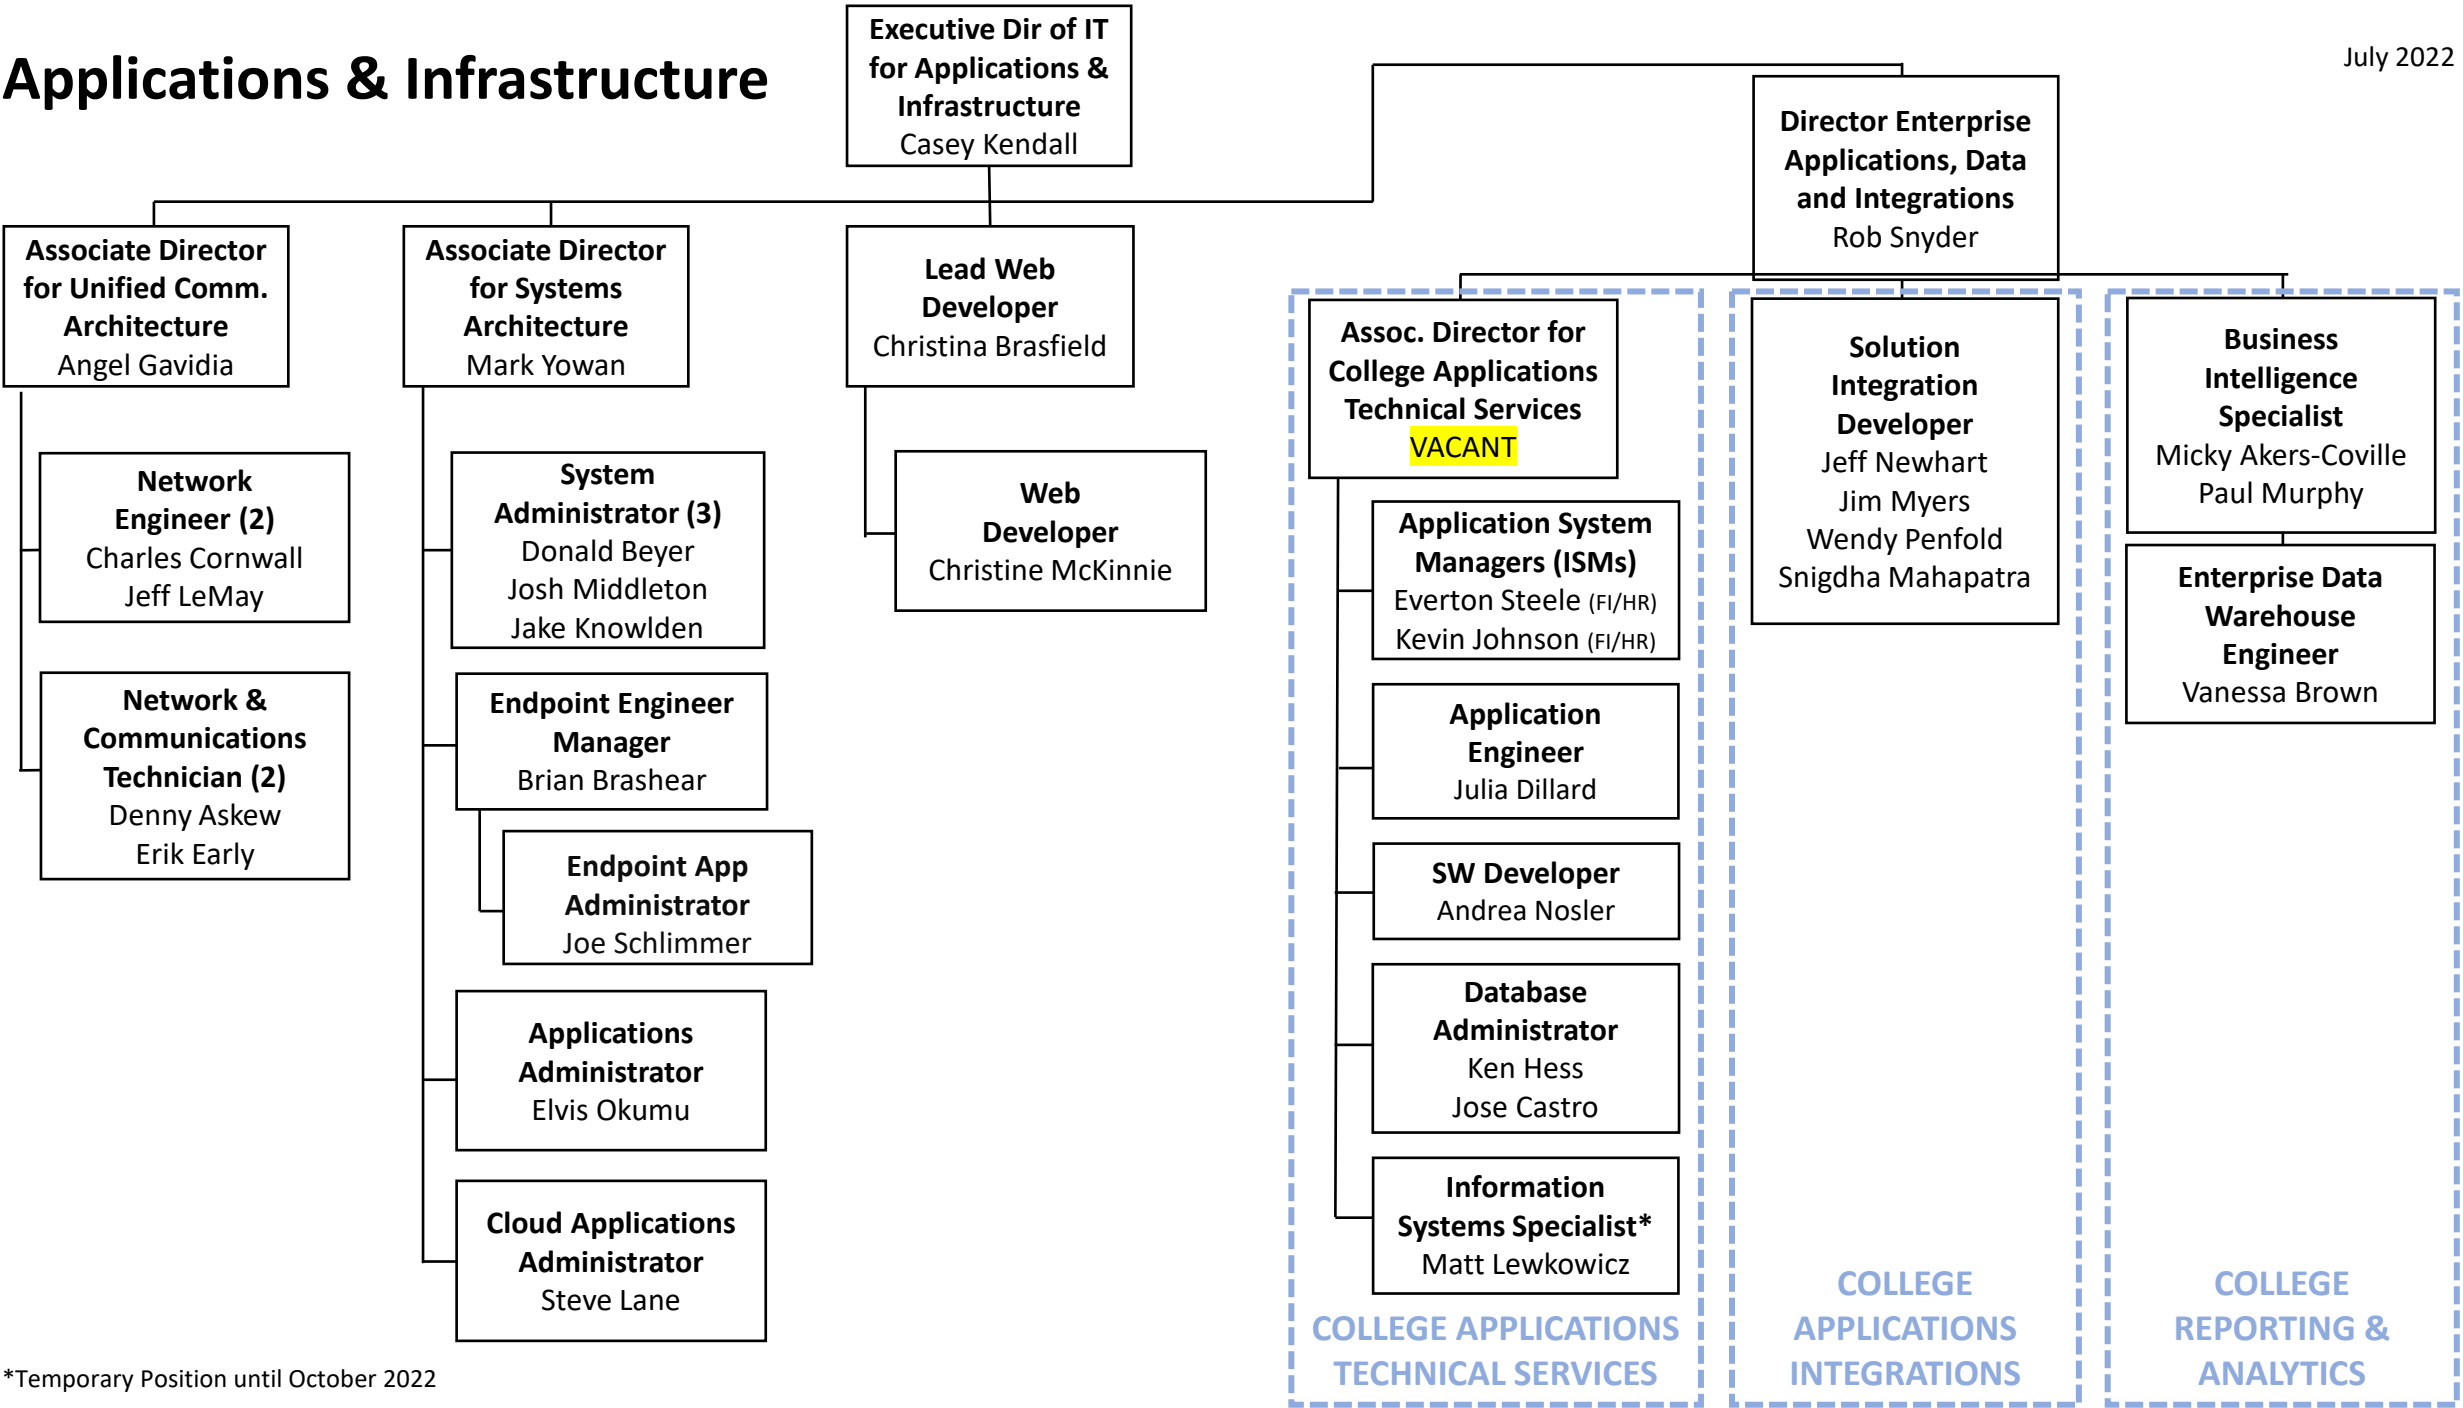 Applications & Infrastructure
July 2022
Executive Dir of IT
for Applications &
Infrastructure
Casey Kendall
Director Enterprise
Applications, Data
and Integrations
Rob Snyder
Associate Director
for Unified Comm.
Architecture
Angel Gavidia
Network
Engineer (2)
Charles Cornwall
Jeff LeMay
Network &
Communications
Technician (2)
Denny Askew
Erik Early
Associate Director
for Systems
Architecture
Mark Yowan
System
Administrator (3)
Donald Beyer
Josh Middleton
Jake Knowlden
Endpoint Engineer
Manager
Brian Brashear
Endpoint App
Administrator
Joe Schlimmer
Applications
Administrator
Elvis Okumu
Cloud Applications
Administrator
Steve Lane
Lead Web
Developer
Christina Brasfield
Web
Developer
Christine McKinnie
Assoc. Director for
College Applications
Technical Services
VACANT
Application System
Managers (ISMs)
Everton Steele (FI/HR)
Kevin Johnson (FI/HR)
Application
Engineer
Julia Dillard
SW Developer
Andrea Nosler
Database
Administrator
Ken Hess
Jose Castro
Information
Systems Specialist*
Matt Lewkowicz
COLLEGE APPLICATIONS
TECHNICAL SERVICES
Solution
Integration
Developer
Jeff Newhart
Jim Myers
Wendy Penfold
Snigdha Mahapatra
COLLEGE
APPLICATIONS
INTEGRATIONS
Business
Intelligence
Specialist
Micky Akers-Coville
Paul Murphy
Enterprise Data
Warehouse
Engineer
Vanessa Brown
COLLEGE
REPORTING &
ANALYTICS
*Temporary Position until October 2022